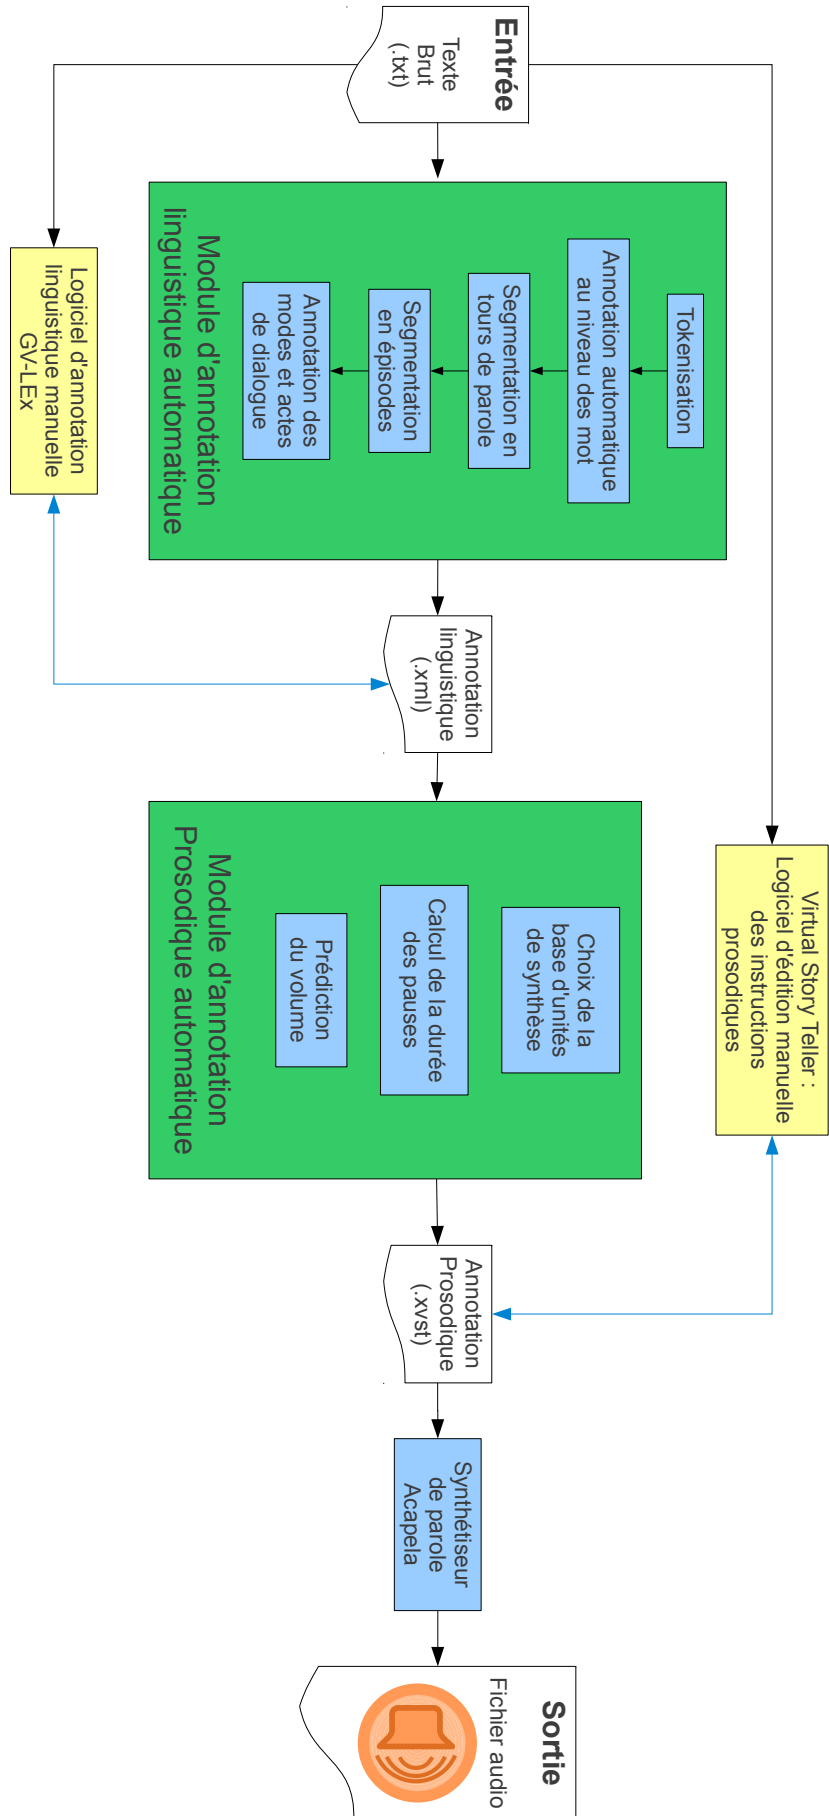 Entrée
Texte
Brut
(.txt)
Virtual Story Teller :
Logiciel d'édition manuelle
des instructions
prosodiques
Tokenisation
Annotation automatique
au niveau des mot
Segmentation en
tours de parole
Segmentation
en épisodes
Annotation des
modes et actes
de dialogue
Module d'annotation
linguistique automatique
Logiciel d'annotation
linguistique manuelle
GV-LEx
Annotation
linguistique
(.xml)
Choix de la
base d'unités
de synthèse
Calcul de la durée
des pauses
Prédiction
du volume
Module d'annotation
Prosodique automatique
Annotation
Prosodique
(.xvst)
Synthétiseur
de parole
Acapela
Sortie
Fichier audio